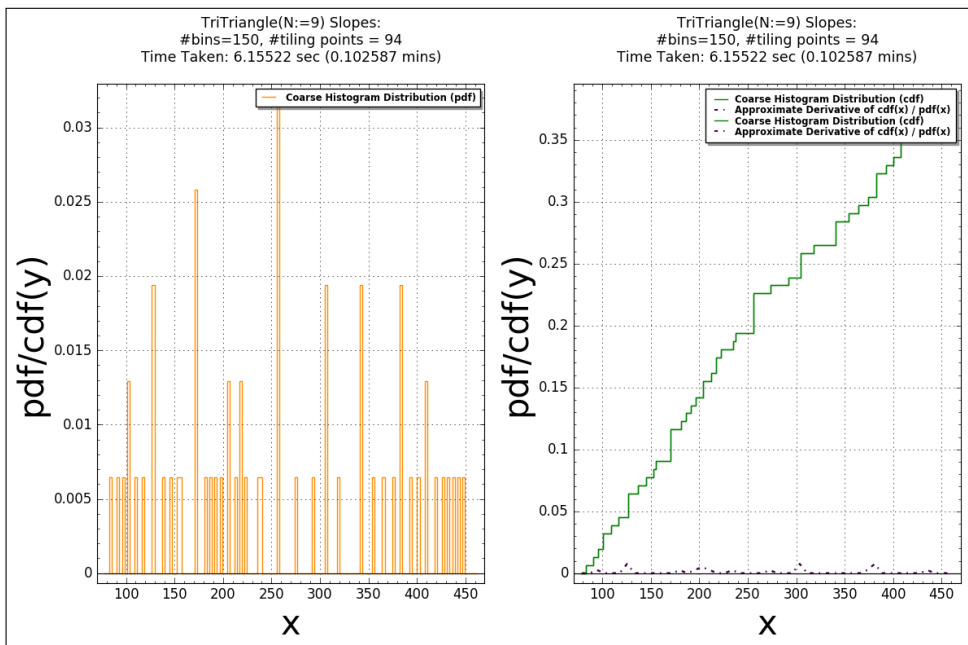 TriTriangle(N:=9) Slopes:
#bins=150, #tiling points = 94
Time Taken: 6.15522 sec (0.102587 mins)
Coarse Histogram Distribution (pdf)
0.03
0.025
0.02
0.015
0.01
0.005
0
pdf/cdf(y)
100 150 200 250 300 350 400 450
x
TriTriangle(N:=9) Slopes:
#bins=150, #tiling points = 94
Time Taken: 6.15522 sec (0.102587 mins)
Coarse Histogram Distribution (cdf)
Approximate Derivative of cdf(x) / pdf(x)
Coarse Histogram Distribution (cdf)
Approximate Derivative of cdf(x) / pdf(x)
0.35
0.3
0.25
0.2
0.15
0.1
0.05
0
pdf/cdf(y)
100 150 200 250 300 350 400 450
x